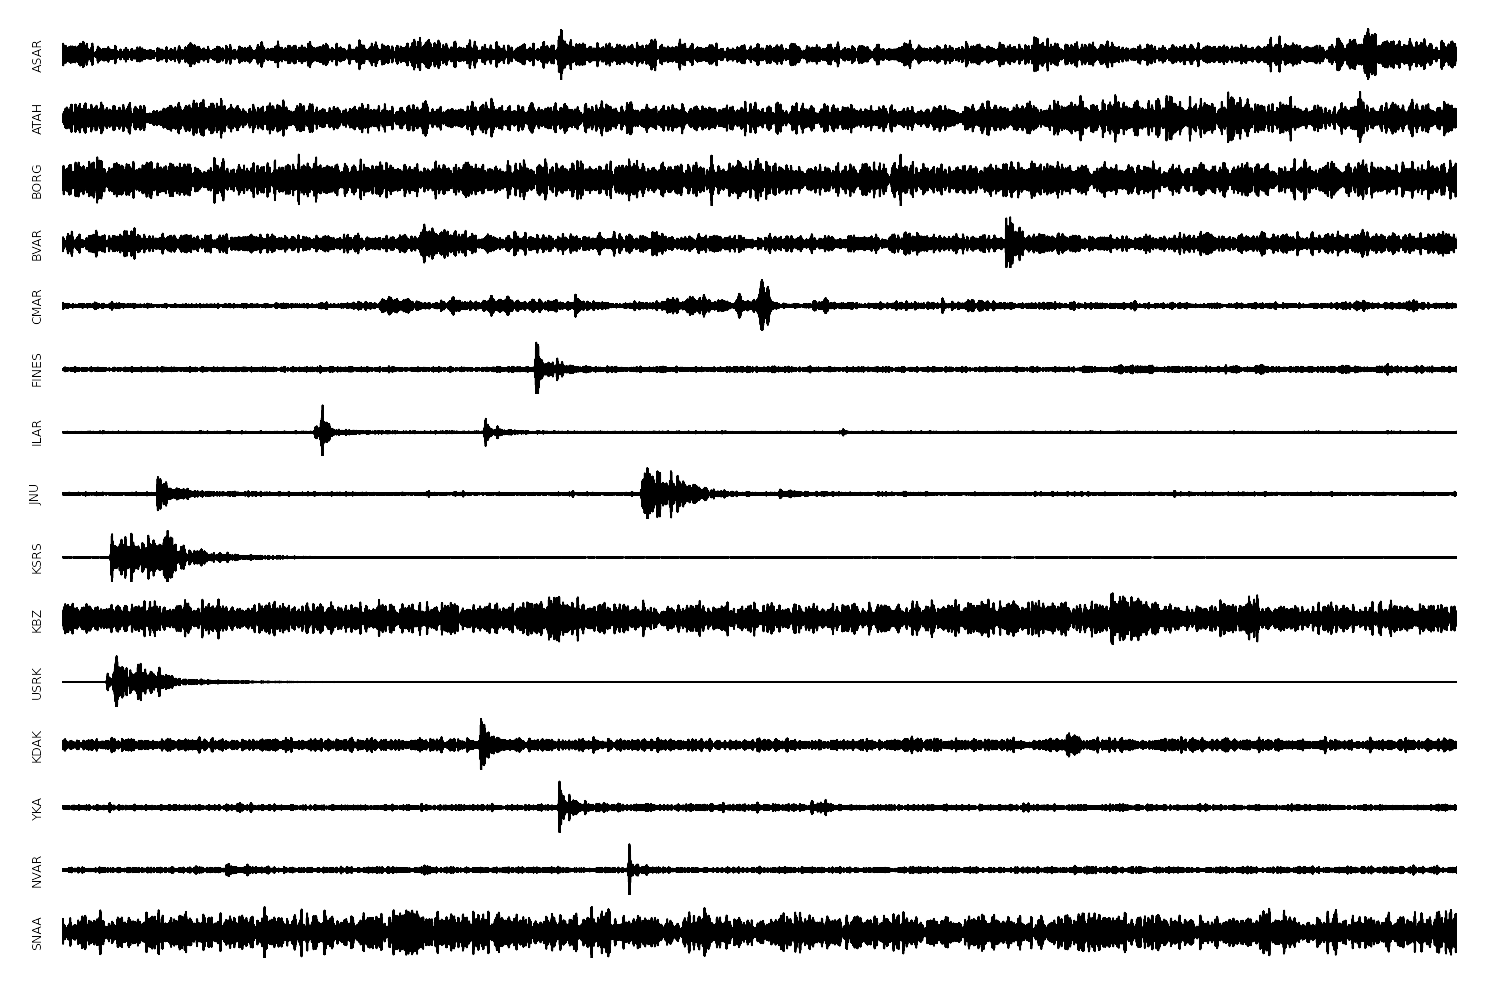 ASAR
ATAH
BORG
BVAR
CMAR
FINES
ILAR
JNU
KSRS
KBZ
USRK
KDAK
YKA
NVAR
SNAA